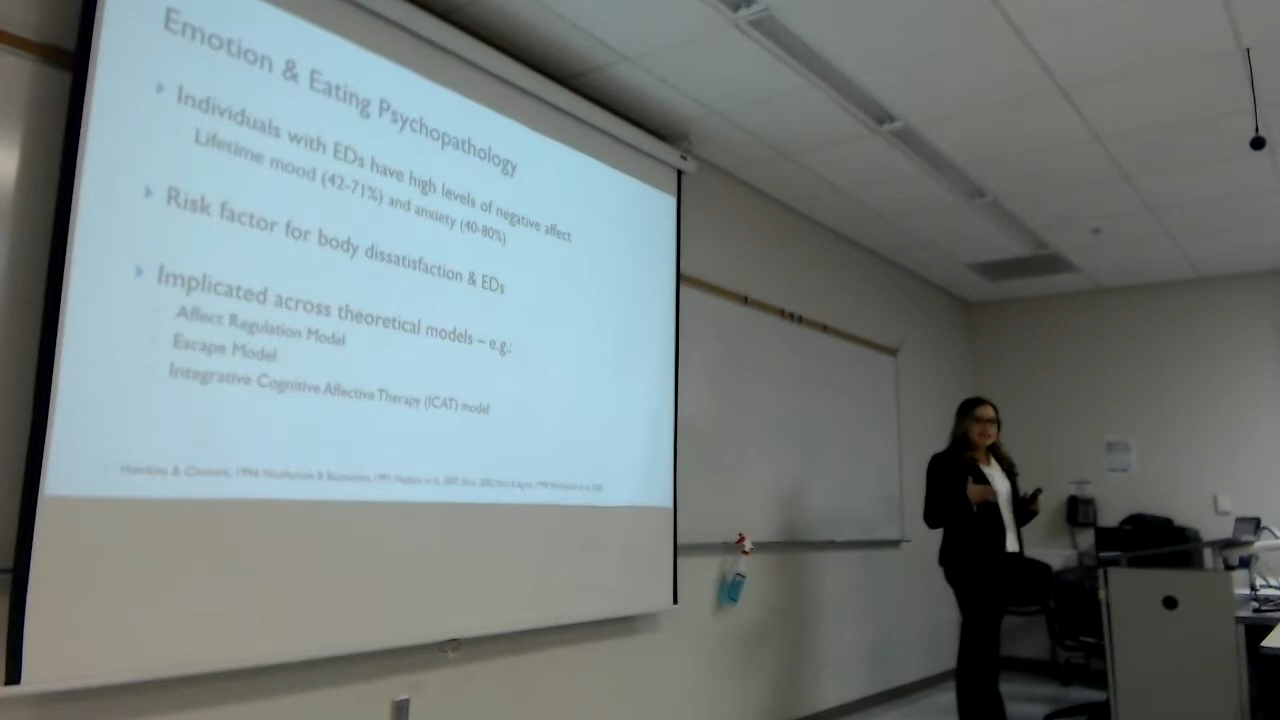 Emotion & Eating Psychopathology
Individuals with EDs have high levels of negative affect
Lifetime mood (42-71%) and anxiety (40-80%)
Risk factor for body dissatisfaction & EDs
Implicated across theoretical models – e.g.:
Affect Regulation Model
Escape Model
Integrative Cognitive Affective Therapy (ICAT) model
Hawkins & Clement,